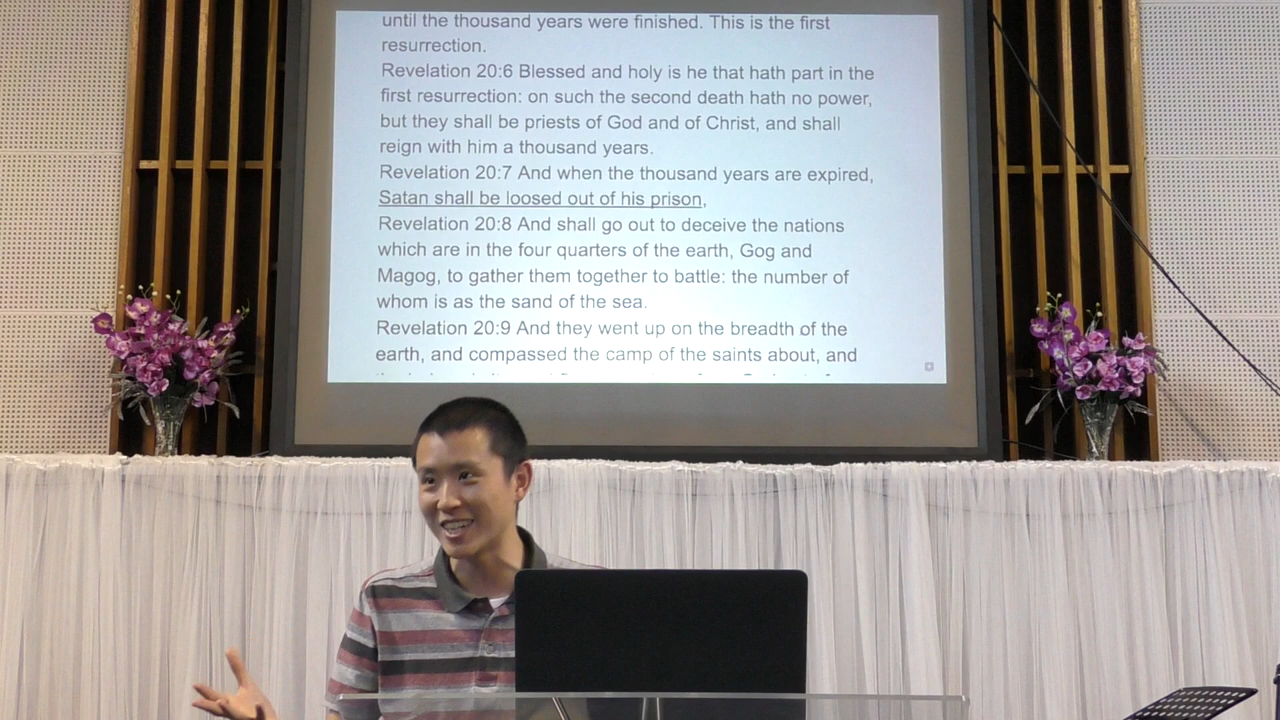 until the thousand years were finished. This is the first
resurrection.
Revelation 20:6 Blessed and holy is he that hath part in the
first resurrection: on such the second death hath no power,
but they shall be priests of God and of Christ, and shall
reign with him a thousand years.
Revelation 20:7 And when the thousand years are expired,
Satan shall be loosed out of his prison,
Revelation 20:8 And shall go out to deceive the nations
which are in the four quarters of the earth, Gog and
Magog, to gather them together to battle: the number of
whom is as the sand of the sea.
Revelation 20:9 And they went up on the breadth of the
earth, and compassed the camp of the saints about, and